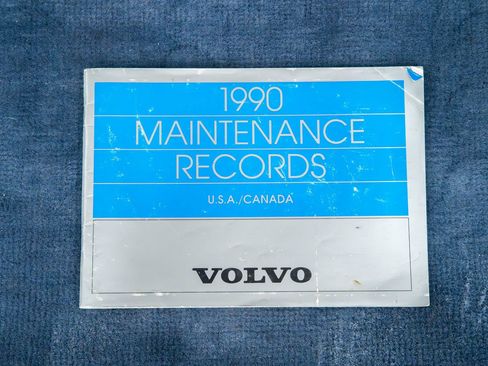 1990
MAINTENANCE
RECORDS
U.S.A./CANADA
VOLVO